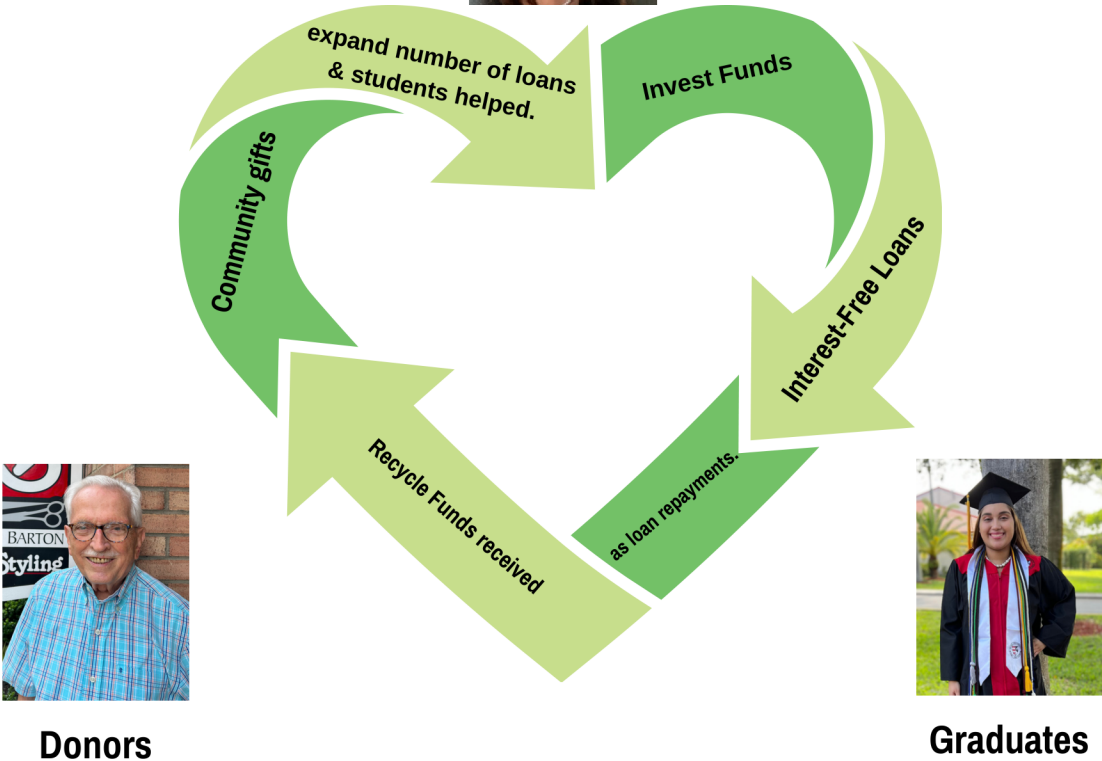 expand number of loans
& students helped.
Invest Funds
Community gifts
Interest-Free Loans
Recycle Funds received
as loan repayments.
BARTON
Styling
Donors
Graduates